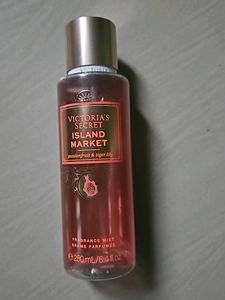 VICTORIA'S
SECRET
ISLAND
MARKET
passionfruit & tiger lily
FRAGRANCE MIST
BRUME PARFUMÉE
250 mL/8.4 fl oz